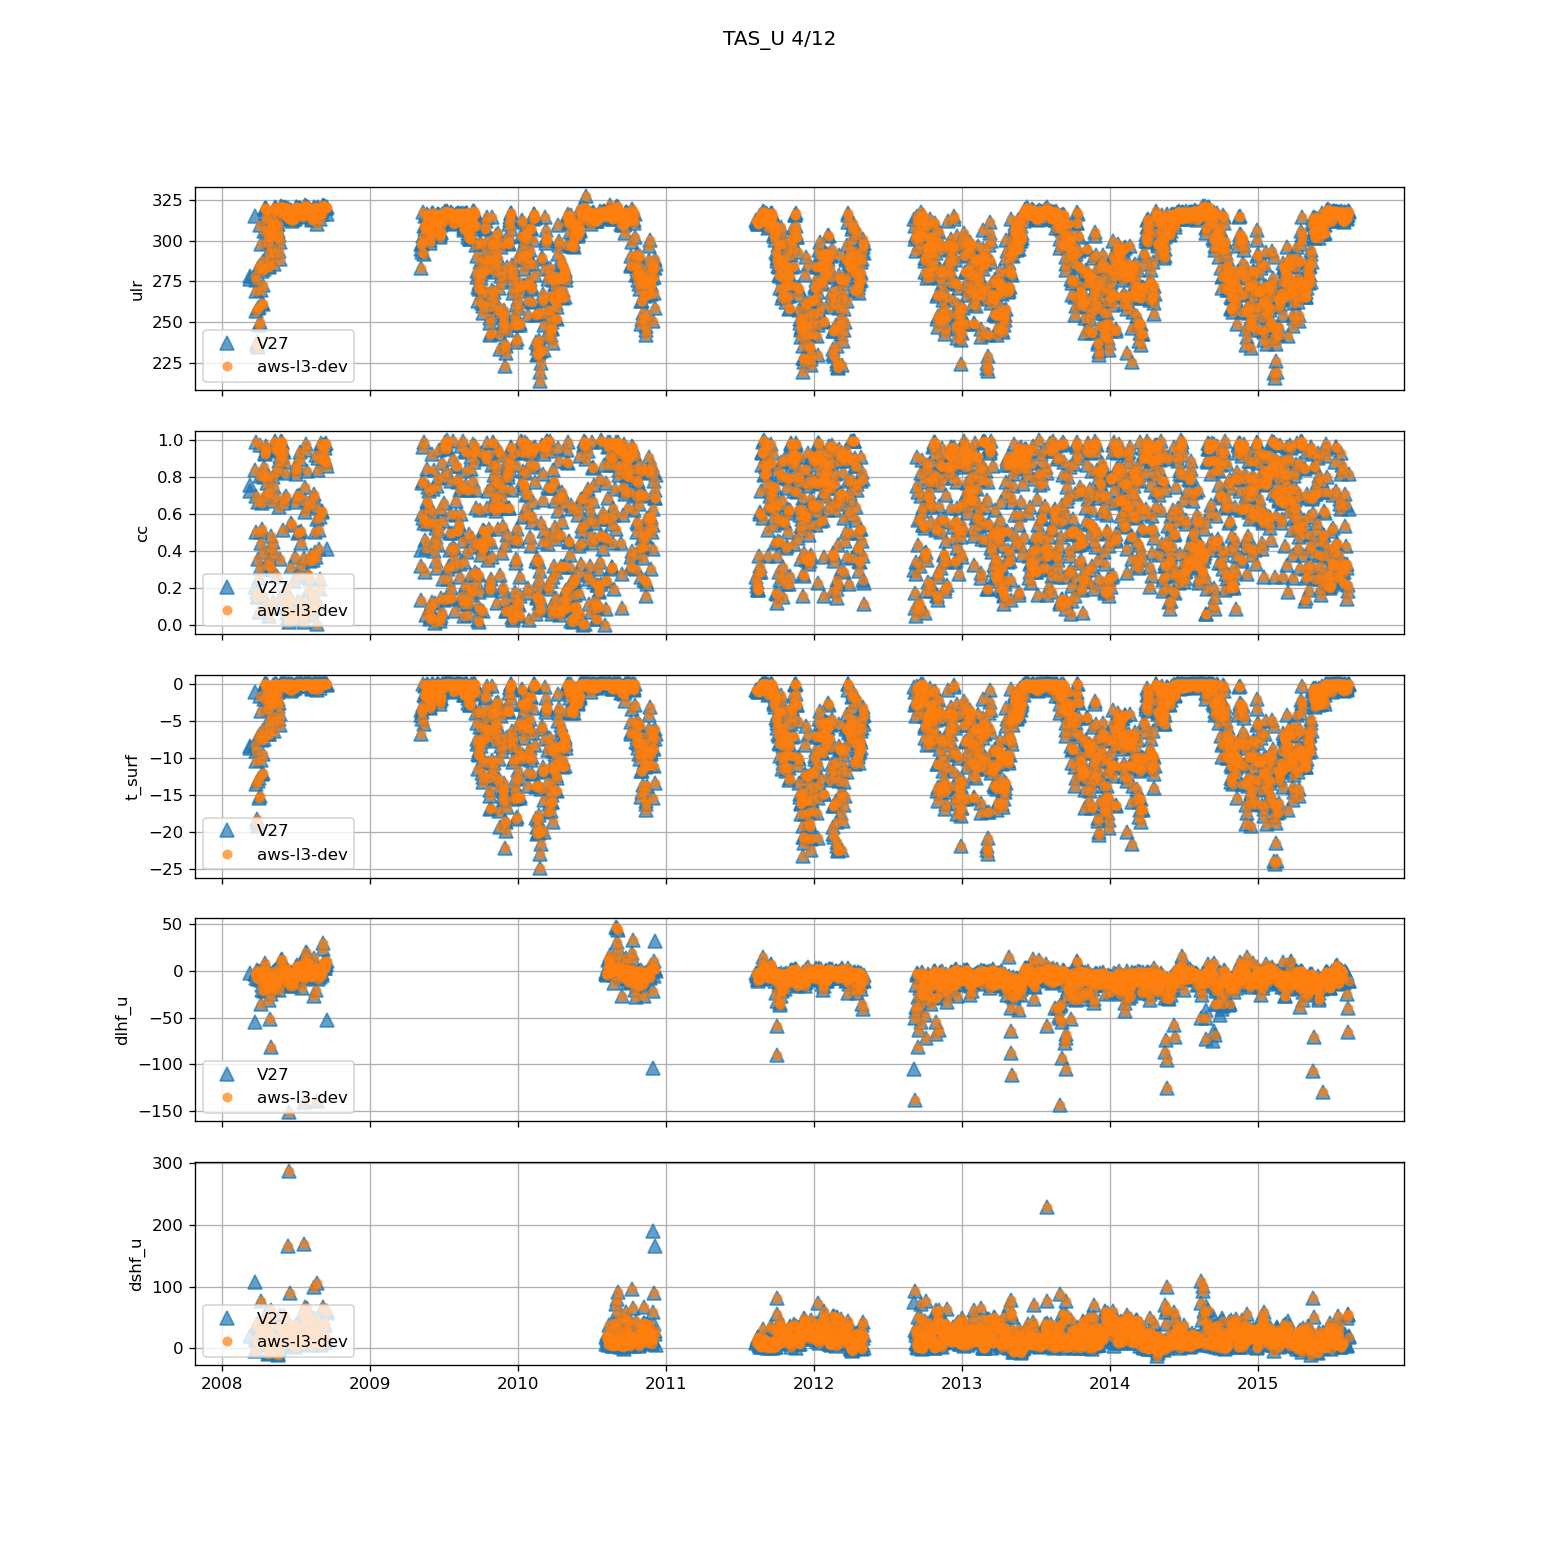 TAS_U 4/12
325
300
275
250
225
ulr
V27
aws-l3-dev
1.0
0.8
0.6
0.4
0.2
0.0
cc
V27
aws-l3-dev
0
−5
−10
−15
−20
−25
t_surf
V27
aws-l3-dev
50
0
−50
−100
−150
dlhf_u
V27
aws-l3-dev
300
200
100
0
dshf_u
V27
aws-l3-dev
2008 2009 2010 2011 2012 2013 2014 2015